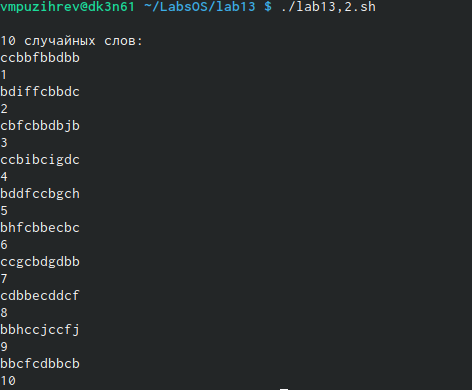 vmpuzihrev@dk3n61 ~/LabsOS/lab13 $ ./lab13,2.sh
10 случайных слов:
ccbbfbbdbb
1
bdiffcbbdc
2
cbfcbbdbjb
3
ccbibcigdc
4
bddfccbgch
5
bhfcbbecbc
6
ccgcbdgdbb
7
cdbbecddcf
8
bbhccjccfj
9
bbcfcdbbcb
10